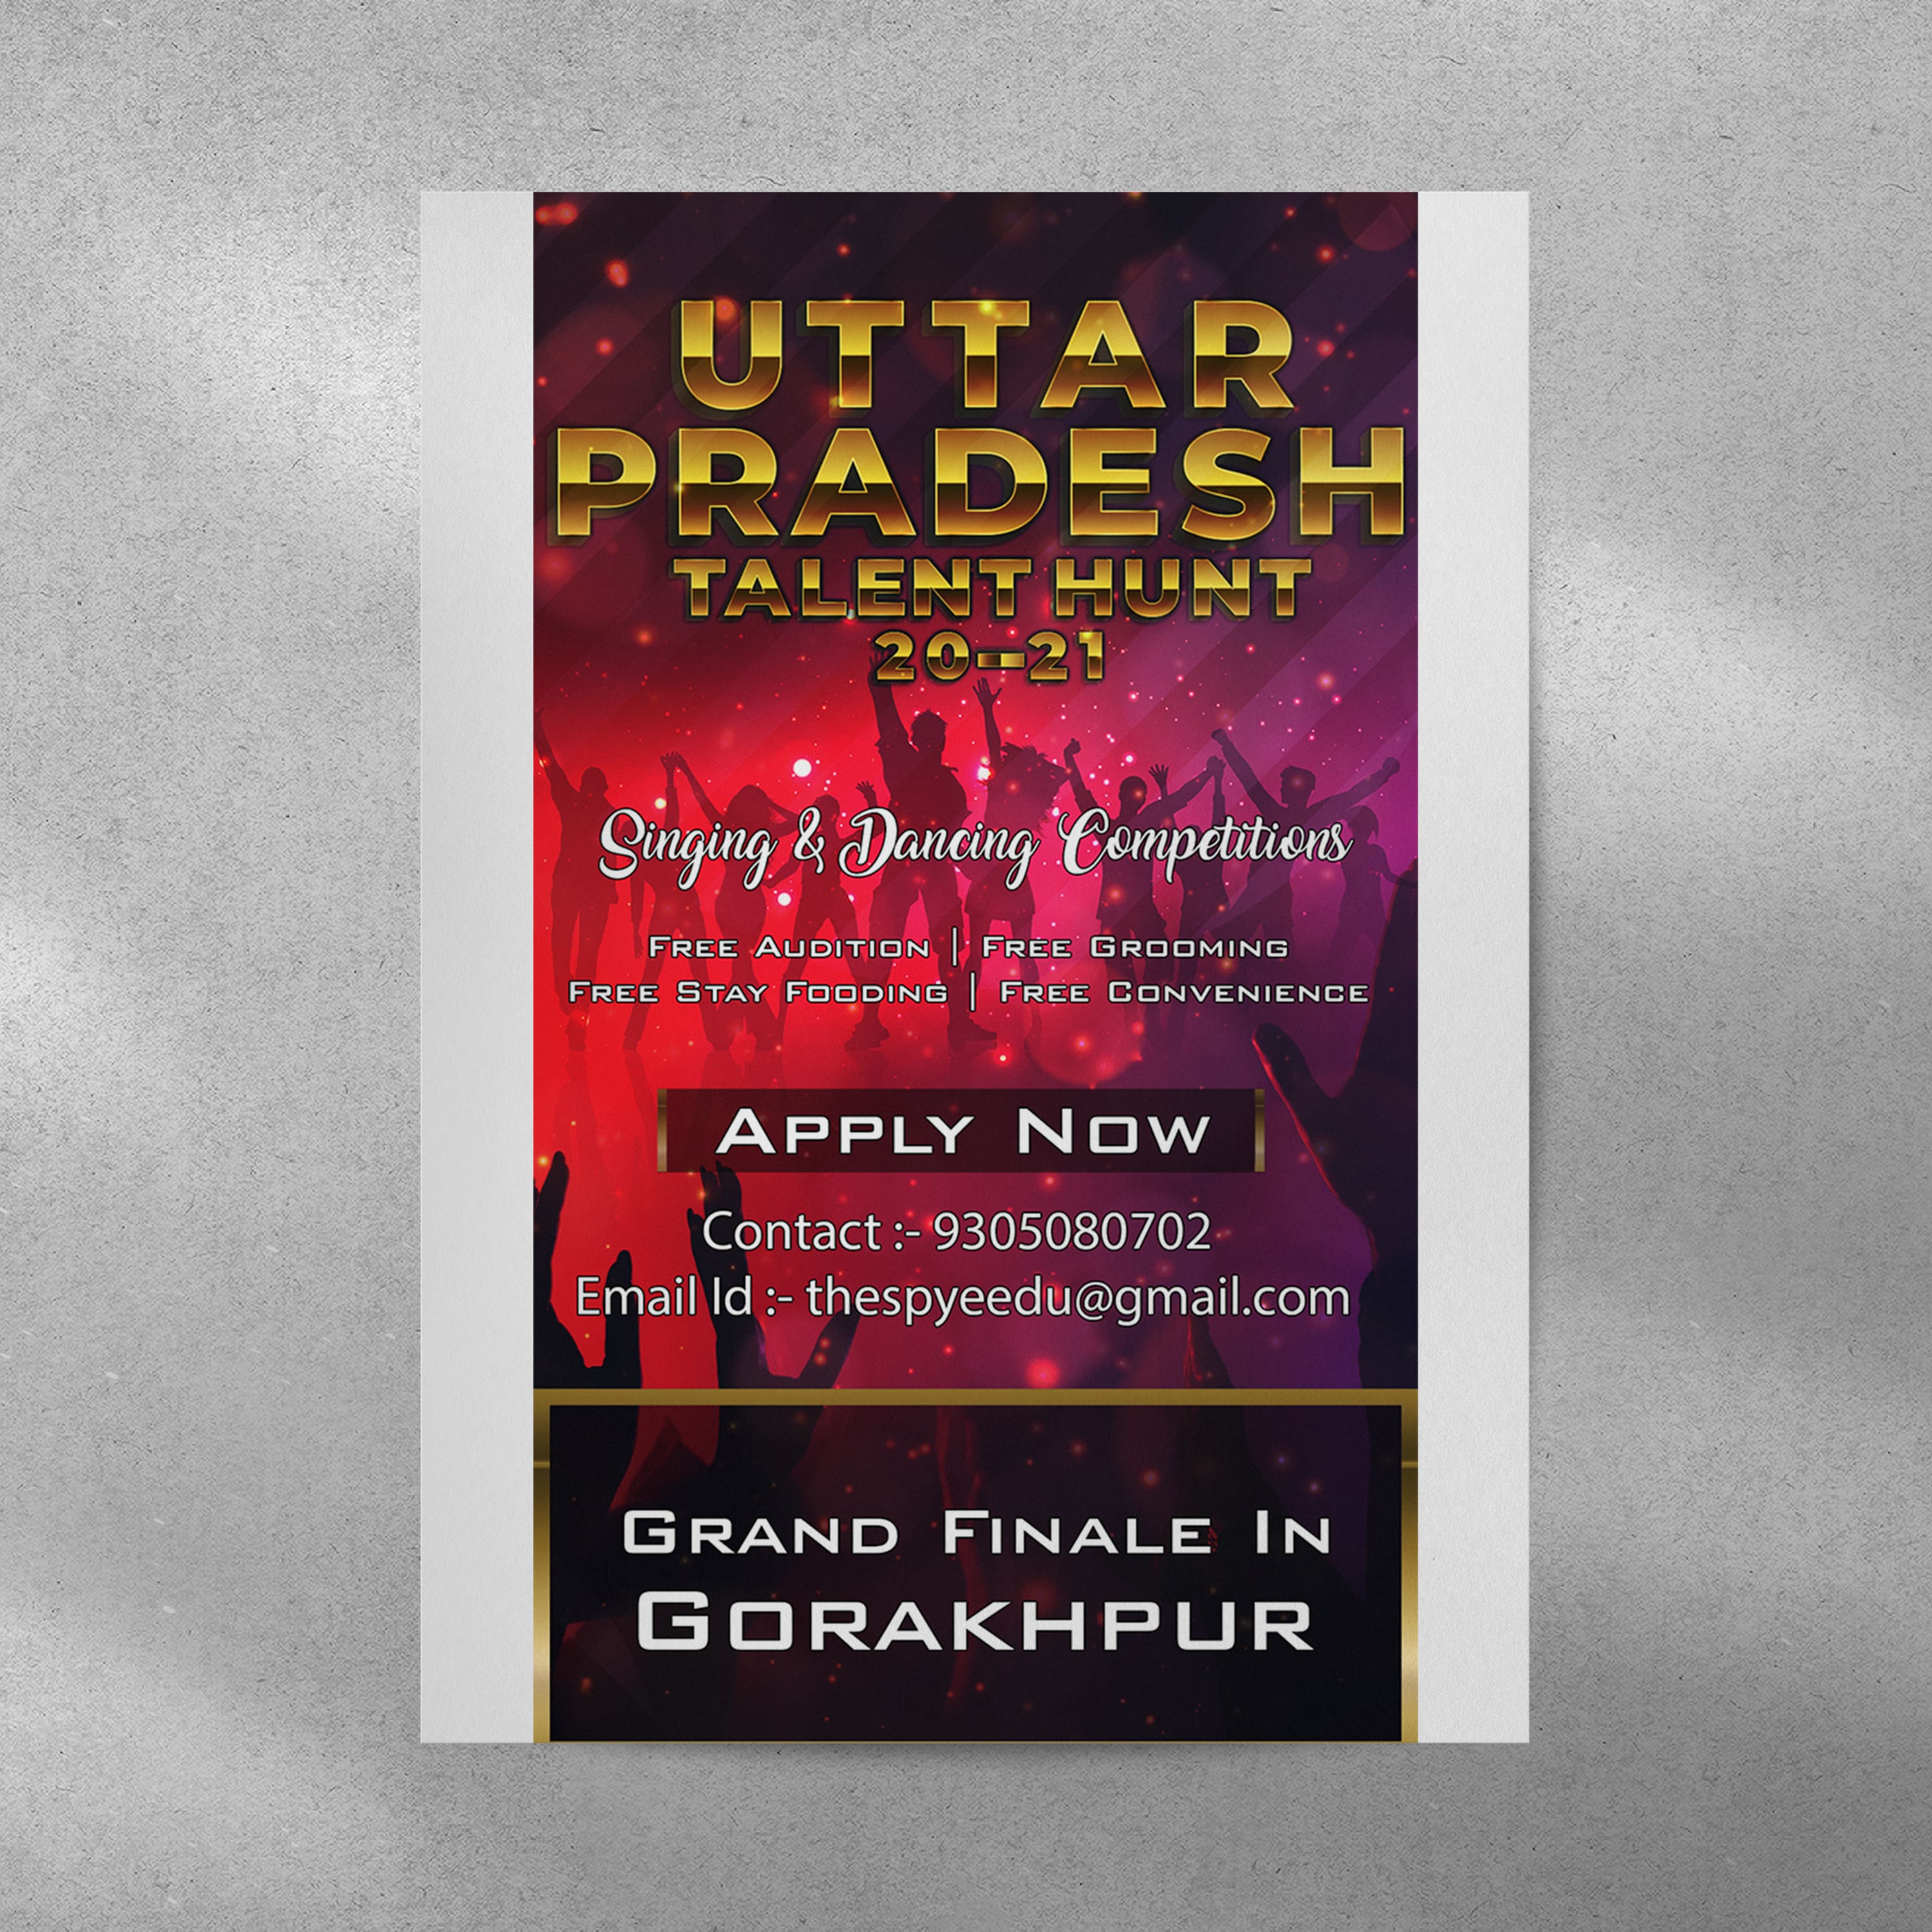 UTTAR
PRADESH
TALENT HUNT
20-21
Singing & Dancing Competitions
Free Audition | Free Grooming
Free Stay Fooding | Free Convenience
Apply Now
Contact :- 9305080702
Email Id :- thespyeedu@gmail.com
Grand Finale In
Gorakhpur